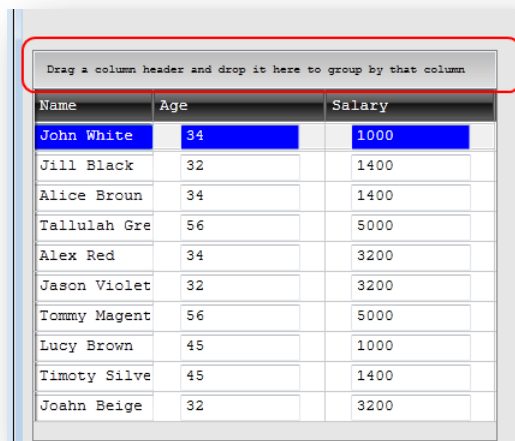 Drag a column header and drop it here to group by that column
Name Age Salary
John White 34 1000
Jill Black 32 1400
Alice Broun 34 1400
Tallulah Gre 56 5000
Alex Red 34 3200
Jason Violet 32 3200
Tommy Magent 56 5000
Lucy Brown 45 1000
Timoty Silve 45 1400
Joahn Beige 32 3200